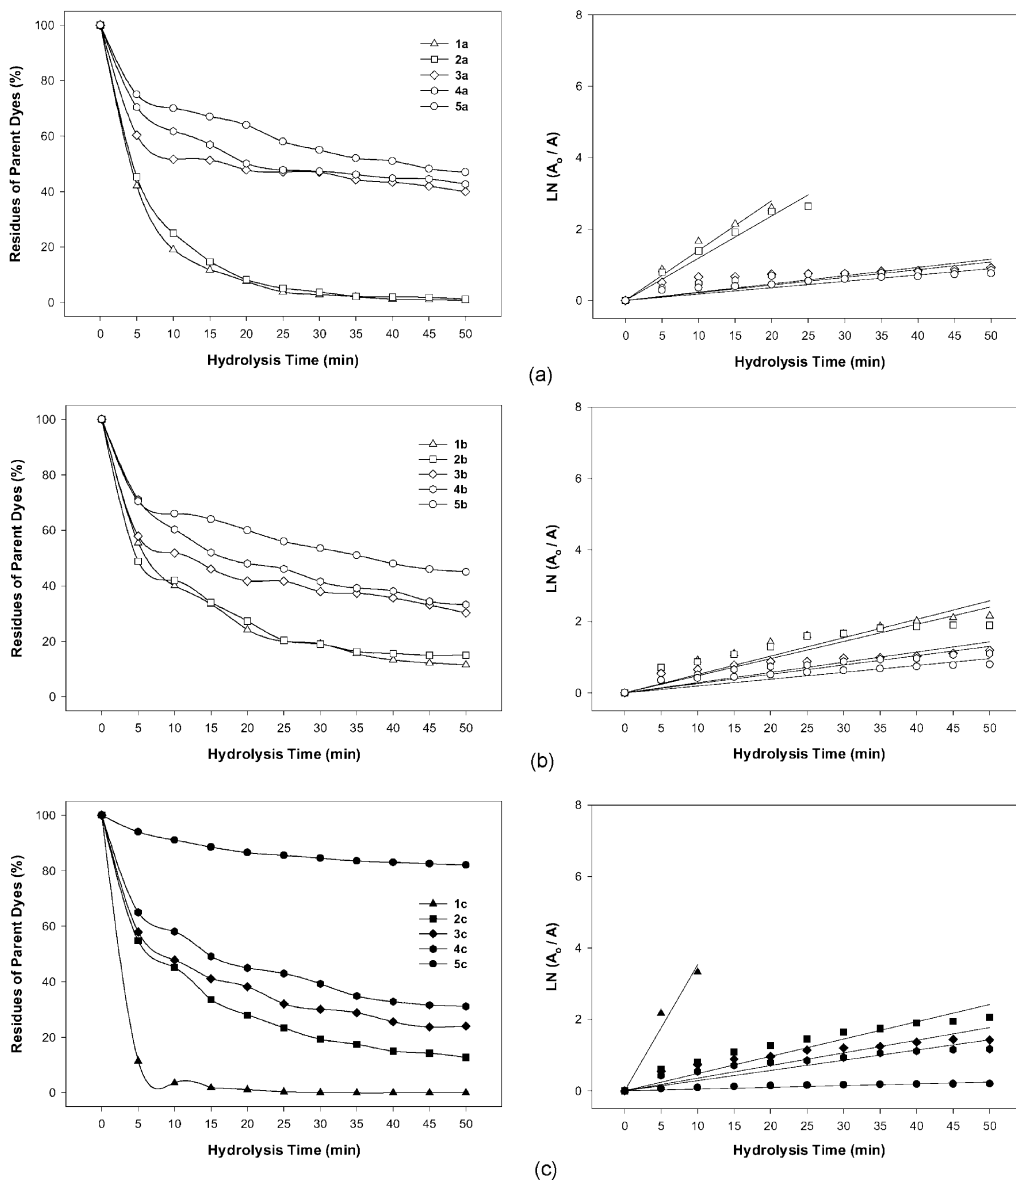 Residues of Parent Dyes (%)
100
80
60
40
20
0
1a
2a
3a
4a
5a
0 5 10 15 20 25 30 35 40 45 50
Hydrolysis Time (min)
LN (Ao / A)
8
6
4
2
0
0 5 10 15 20 25 30 35 40 45 50
Hydrolysis Time (min)
(a)
Residues of Parent Dyes (%)
100
80
60
40
20
0
1b
2b
3b
4b
5b
0 5 10 15 20 25 30 35 40 45 50
Hydrolysis Time (min)
LN (Ao / A)
8
6
4
2
0
0 5 10 15 20 25 30 35 40 45 50
Hydrolysis Time (min)
(b)
Residues of Parent Dyes (%)
100
80
60
40
20
0
1c
2c
3c
4c
5c
0 5 10 15 20 25 30 35 40 45 50
Hydrolysis Time (min)
LN (Ao / A)
8
6
4
2
0
0 5 10 15 20 25 30 35 40 45 50
Hydrolysis Time (min)
(c)